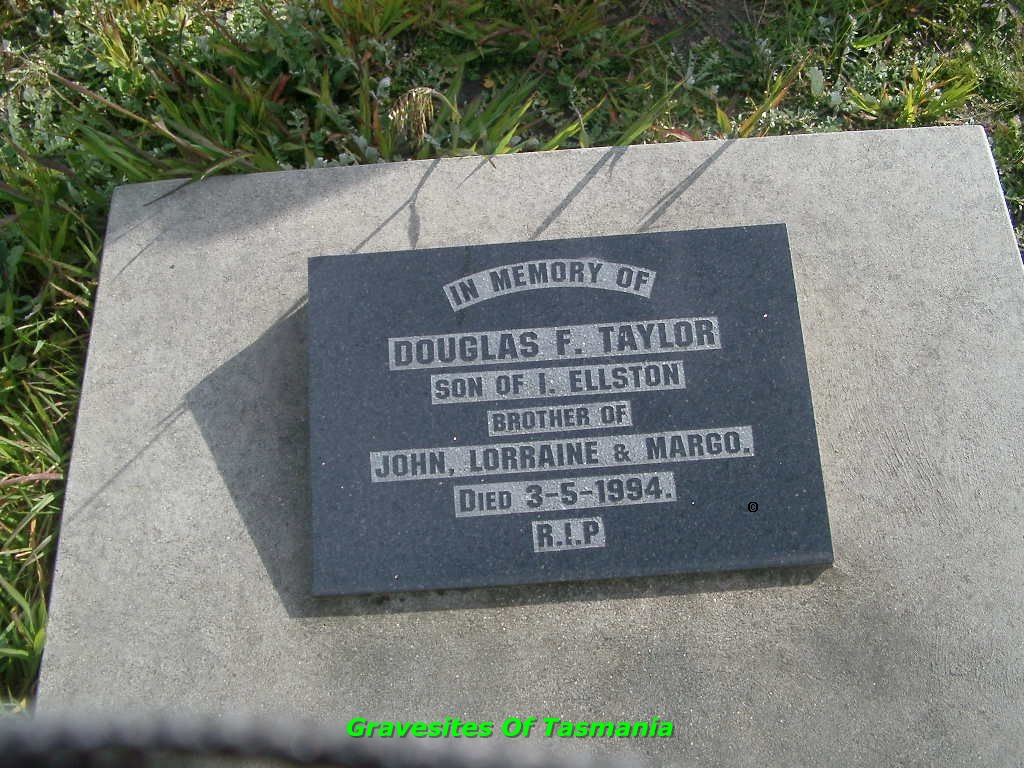 IN MEMORY OF
DOUGLAS F. TAYLOR
SON OF I. ELLSTON
BROTHER OF
JOHN, LORRAINE & MARGO.
DIED 3-5-1994.
R.I.P
©
Gravesites Of Tasmania